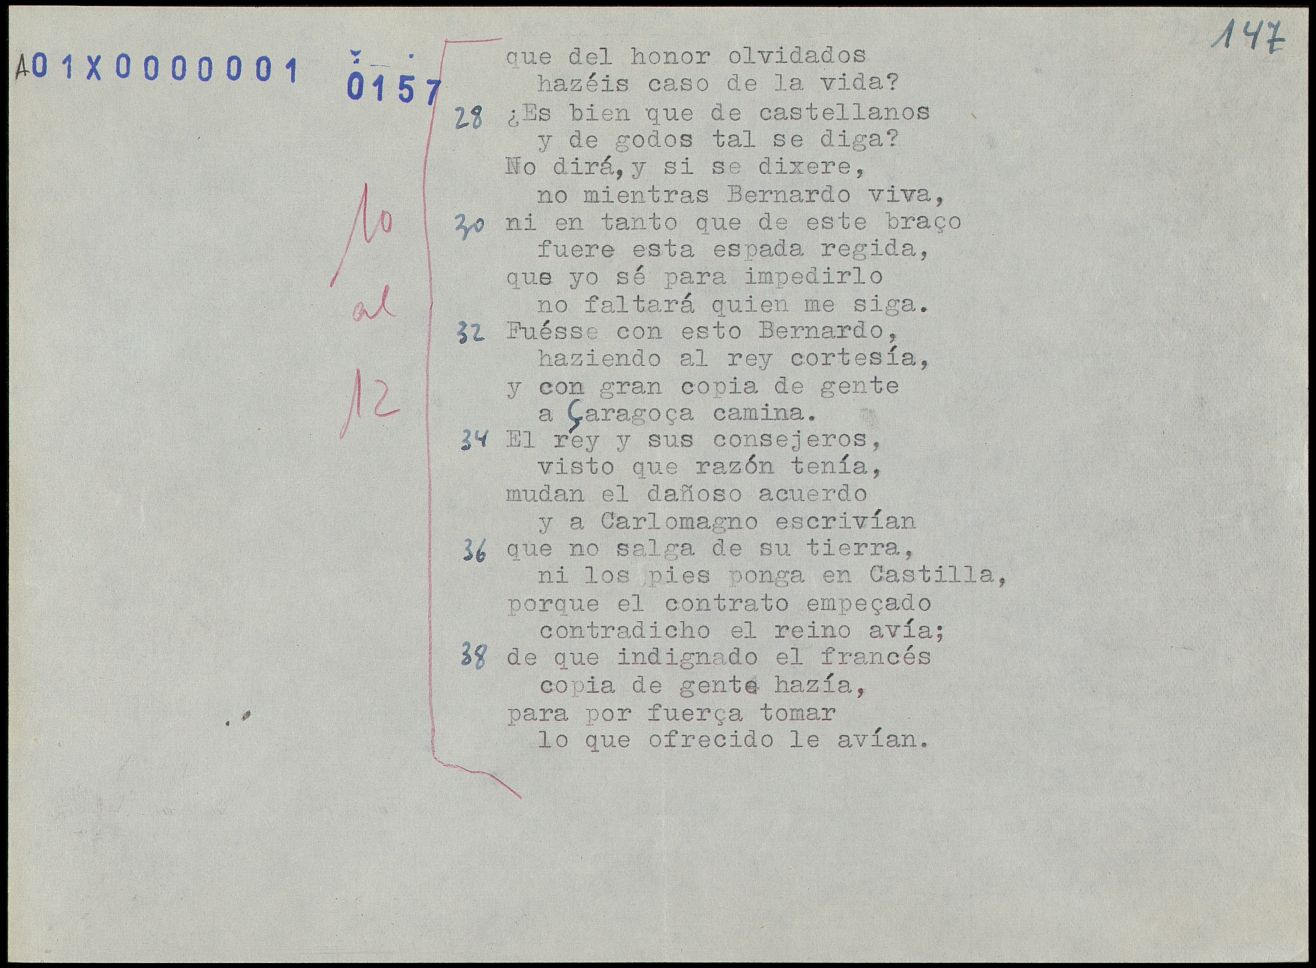 147
A01X0000001 0157
que del honor olvidados
hazéis caso de la vida?
28 ¿Es bien que de castellanos
y de godos tal se diga?
No dirá, y si se dixere,
no mientras Bernardo viva,
30 ni en tanto que de este braço
fuere esta espada regida,
que yo sé para impedirlo
no faltará quien me siga.
32 Fuésse con esto Bernardo,
haziendo al rey cortesía,
y con gran copia de gente
a Çaragoça camina.
34 El rey y sus consejeros,
visto que razón tenía,
mudan el dañoso acuerdo
y a Carlomagno escrivían
36 que no salga de su tierra,
ni los pies ponga en Castilla,
porque el contrato empeçado
contradicho el reino avía;
38 de que indignado el francés
copia de gente hazía,
para por fuerça tomar
lo que ofrecido le avían.
10
al
12